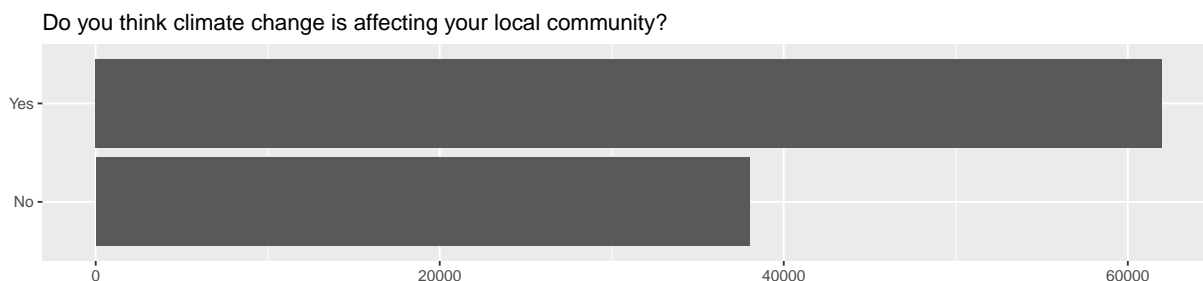 Do you think climate change is affecting your local community?
Yes
No
0 20000 40000 60000